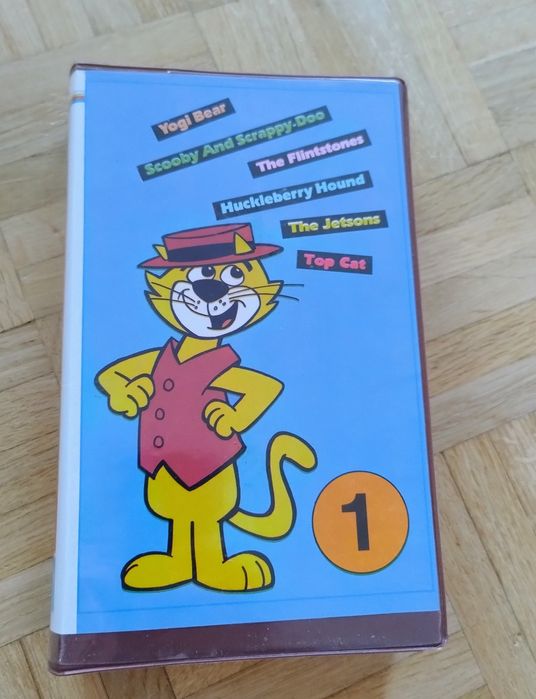 Yogi Bear
Scooby And Scrappy-Doo
The Flintstones
Huckleberry Hound
The Jetsons
Top Cat
1